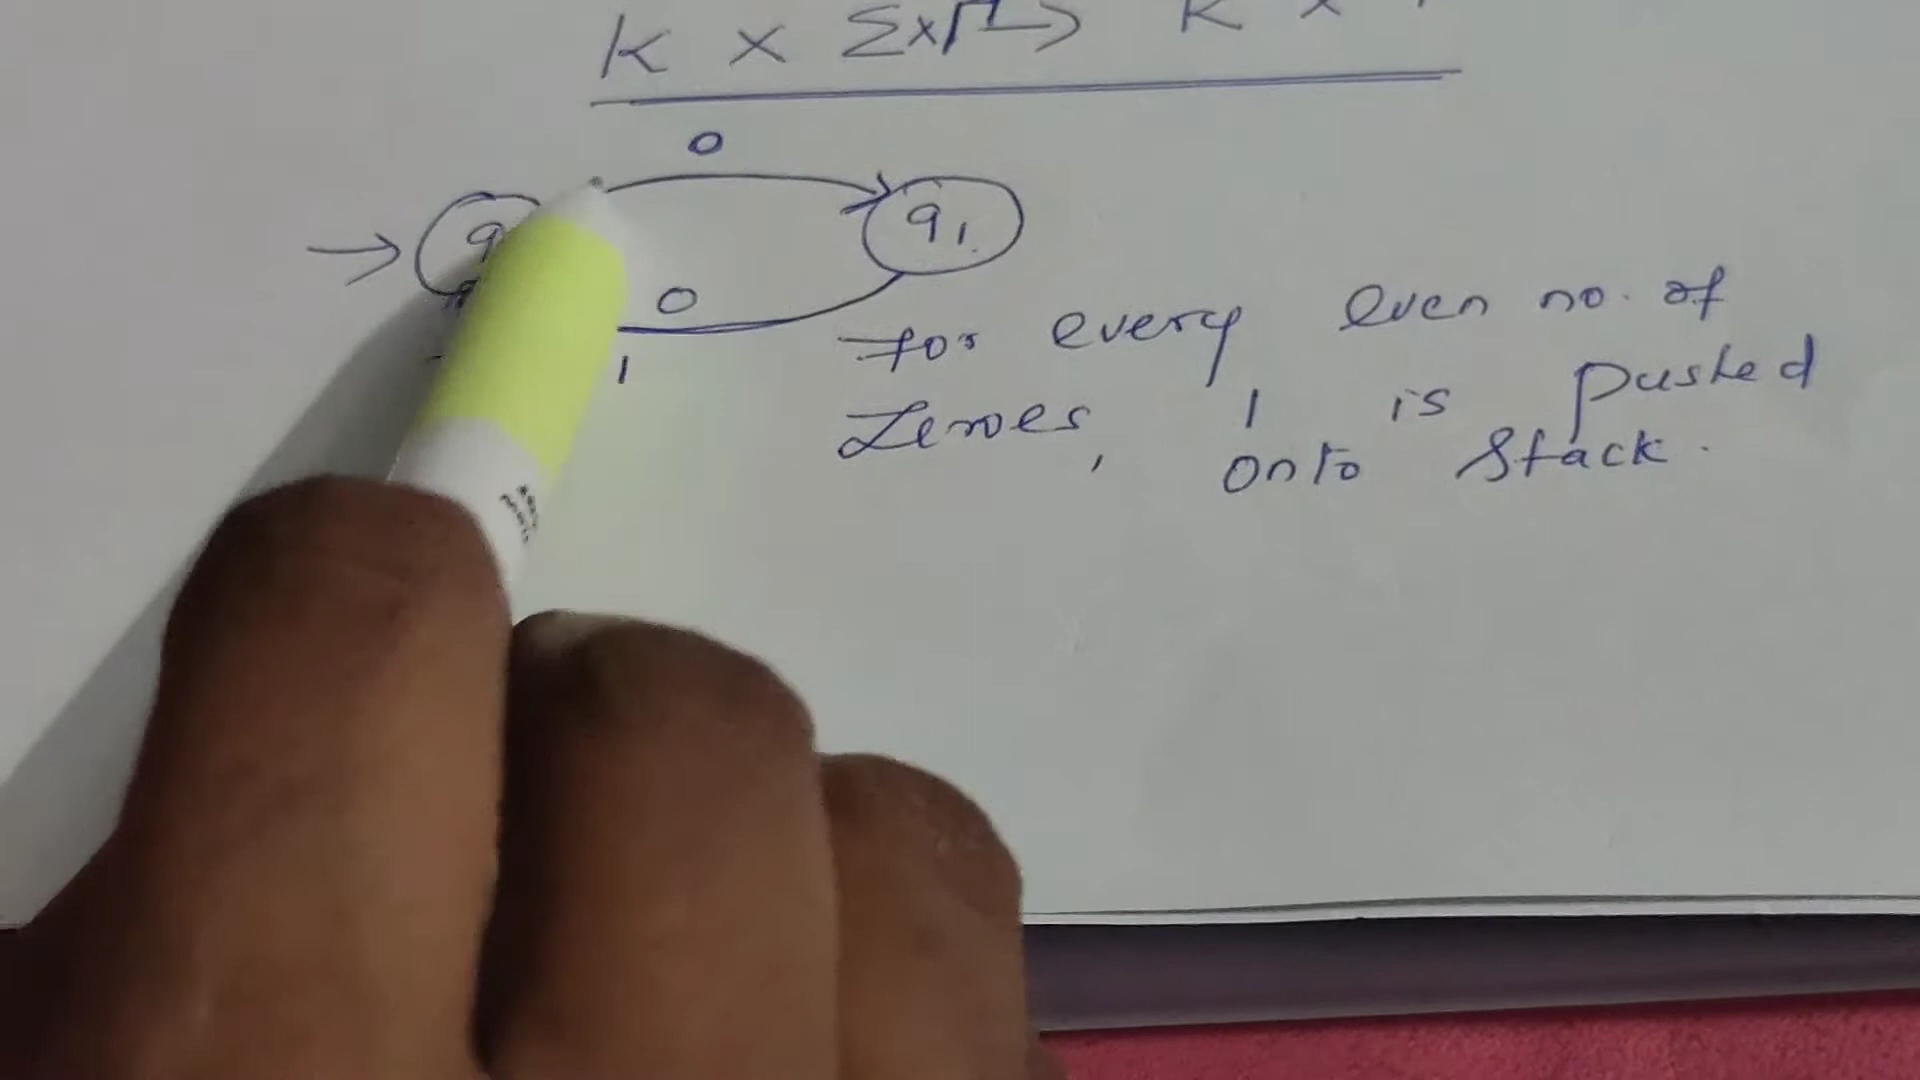 K × Σ×Γ → K ×
0
q q1
0
1
for every even no. of
Zeroes, 1 is pushed
onto Stack.